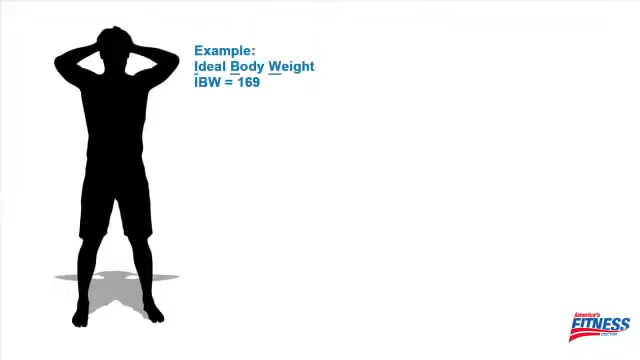 Example:
Ideal Body Weight
IBW = 169
America's
FITNESS
DOCTOR